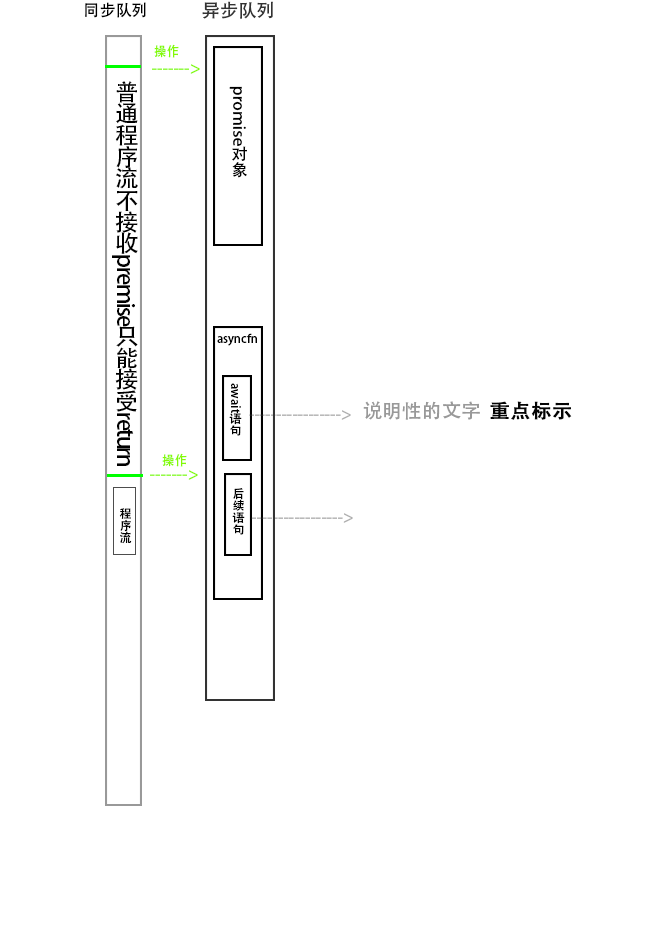 同步队列
异步队列
操作
普通程序流不接收premise只能接受return
promise对象
asyncfn
await语句
说明性的文字 重点标示
操作
程序流
后续语句